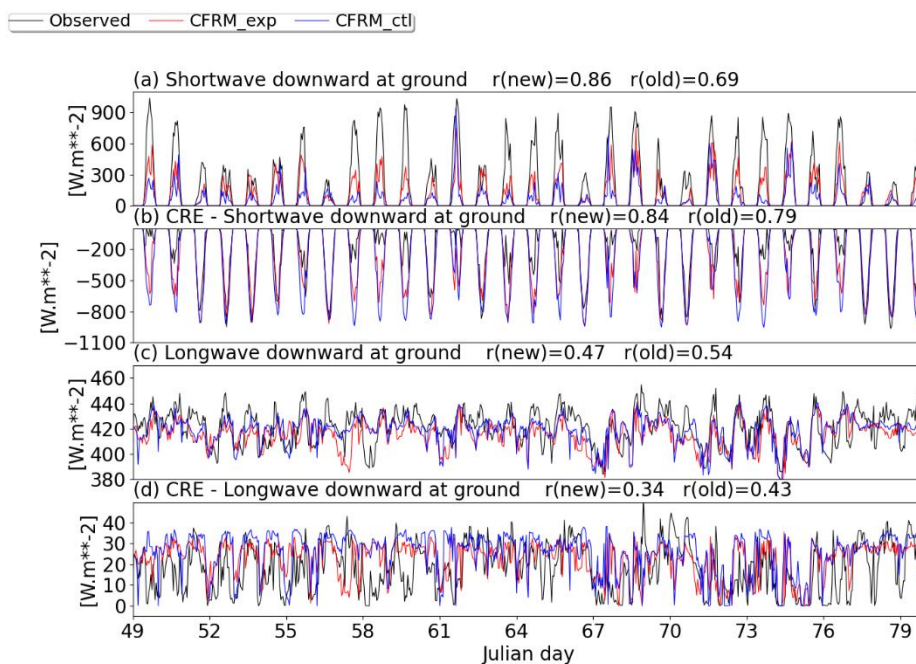 Observed CFRM_exp CFRM_ctl
(a) Shortwave downward at ground r(new)=0.86 r(old)=0.69
[W.m**-2]
900
600
300
0
(b) CRE - Shortwave downward at ground r(new)=0.84 r(old)=0.79
[W.m**-2]
−200
−500
−800
−1100
(c) Longwave downward at ground r(new)=0.47 r(old)=0.54
[W.m**-2]
460
440
420
400
380
(d) CRE - Longwave downward at ground r(new)=0.34 r(old)=0.43
[W.m**-2]
40
30
20
10
0
49 52 55 58 61 64 67 70 73 76 79
Julian day